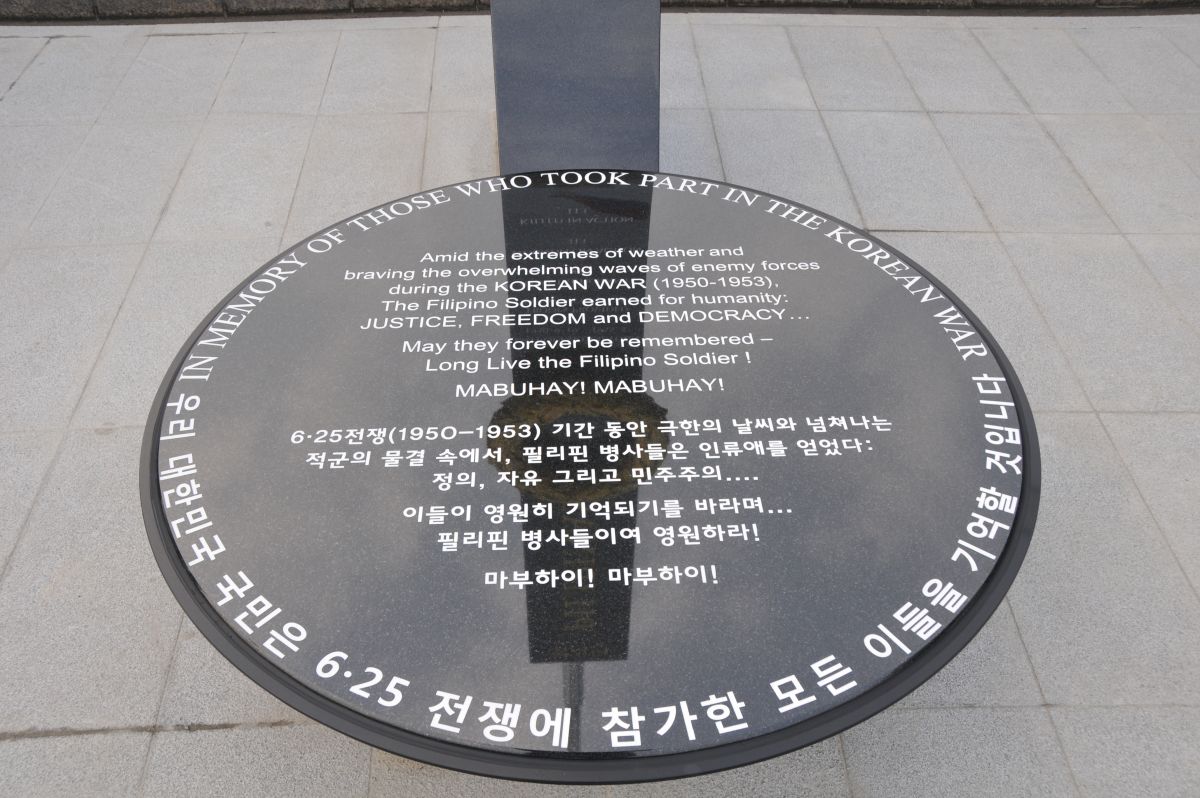 IN MEMORY OF THOSE WHO TOOK PART IN THE KOREAN WAR
Amid the extremes of weather and
braving the overwhelming waves of enemy forces
during the KOREAN WAR (1950-1953),
The Filipino Soldier earned for humanity:
JUSTICE, FREEDOM and DEMOCRACY...
May they forever be remembered –
Long Live the Filipino Soldier !
MABUHAY! MABUHAY!
6·25전쟁(1950–1953) 기간 동안 극한의 날씨와 넘쳐나는
적군의 물결 속에서, 필리핀 병사들은 인류애를 얻었다:
정의, 자유 그리고 민주주의....
이들이 영원히 기억되기를 바라며...
필리핀 병사들이여 영원하라!
마부하이! 마부하이!
우리 대한민국 국민은 6·25 전쟁에 참가한 모든 이들을 기억할 것입니다